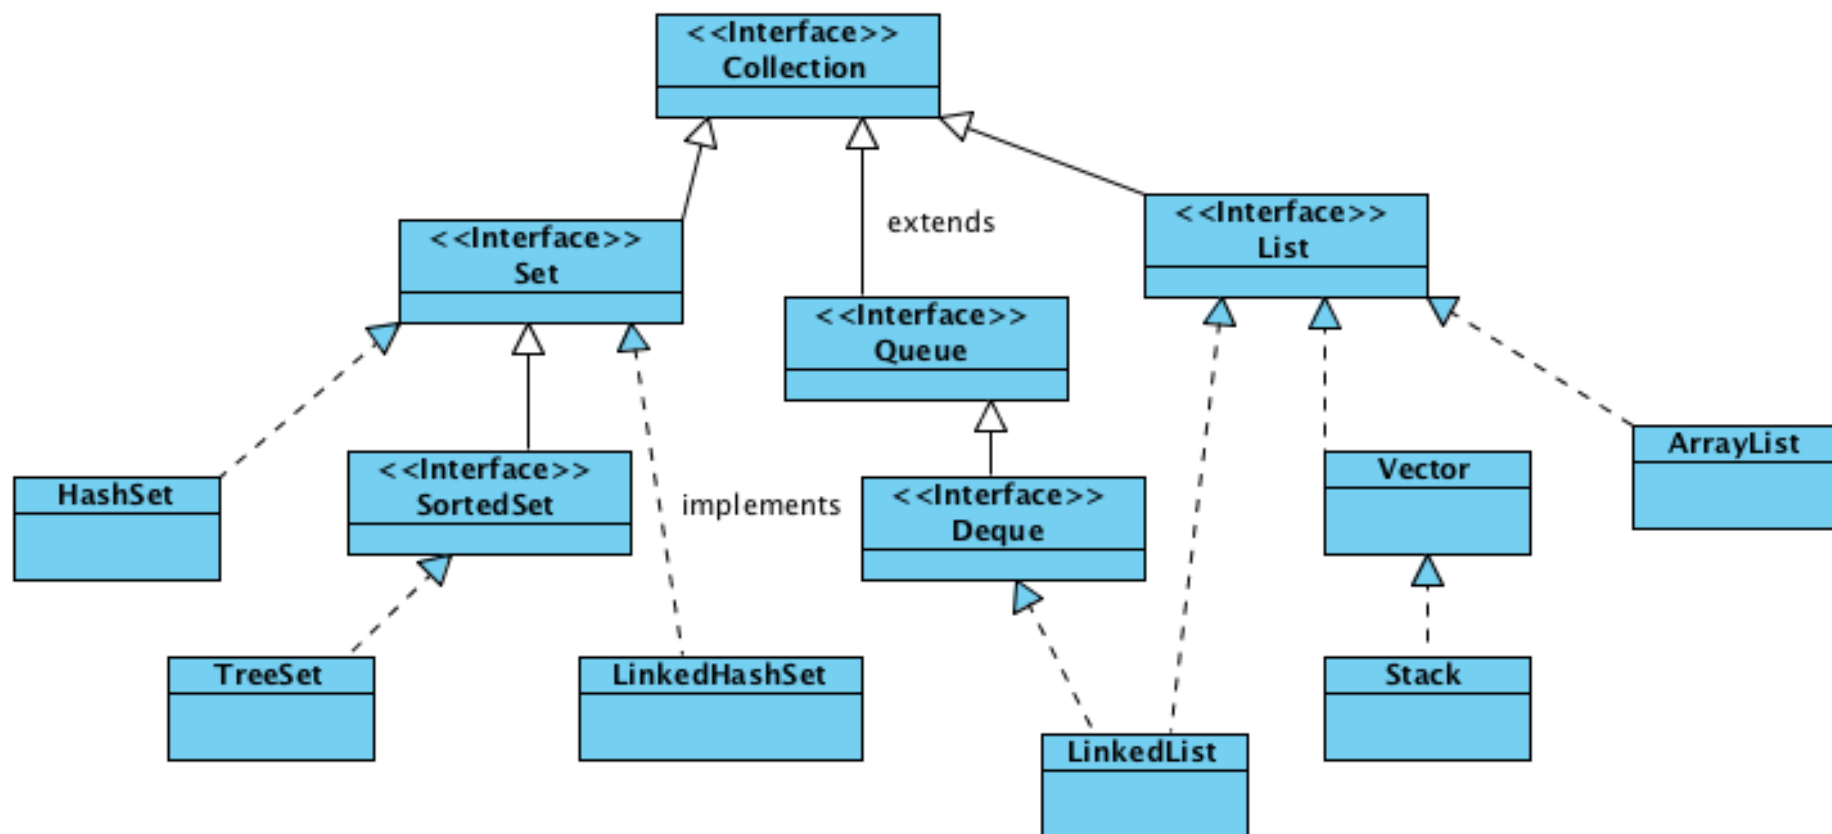 <<Interface>>
Collection
<<Interface>>
Set
extends
<<Interface>>
List
<<Interface>>
Queue
HashSet
<<Interface>>
SortedSet
implements
<<Interface>>
Deque
Vector
ArrayList
TreeSet
LinkedHashSet
LinkedList
Stack